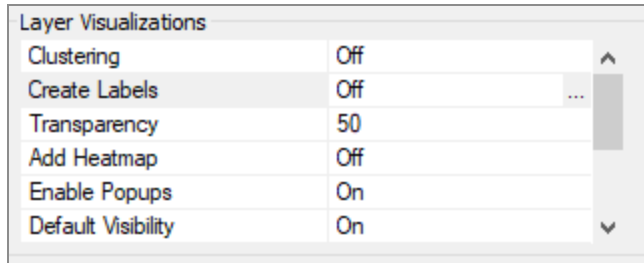 Layer Visualizations
Clustering Off
Create Labels Off ...
Transparency 50
Add Heatmap Off
Enable Popups On
Default Visibility On